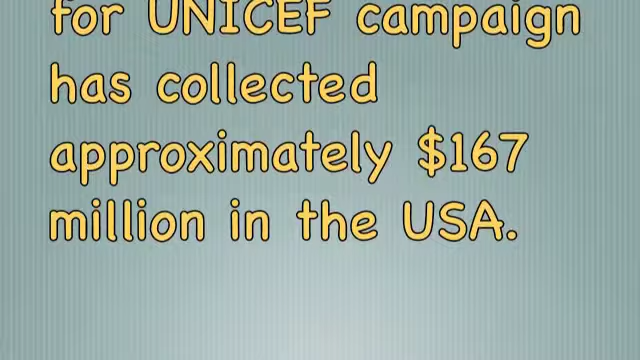 for UNICEF campaign
has collected
approximately $167
million in the USA.